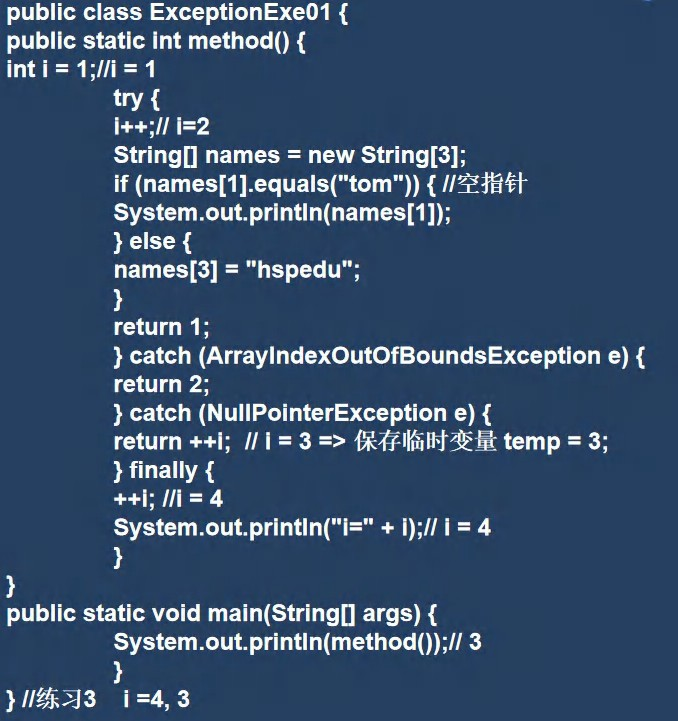 public class ExceptionExe01 {
public static int method() {
int i = 1;//i = 1
try {
i++;// i=2
String[] names = new String[3];
if (names[1].equals("tom")) { //空指针
System.out.println(names[1]);
} else {
names[3] = "hspedu";
}
return 1;
} catch (ArrayIndexOutOfBoundsException e) {
return 2;
} catch (NullPointerException e) {
return ++i;  // i = 3 => 保存临时变量 temp = 3;
} finally {
++i; //i = 4
System.out.println("i=" + i);// i = 4
}
}
public static void main(String[] args) {
System.out.println(method());// 3
}
} //练习3    i =4, 3